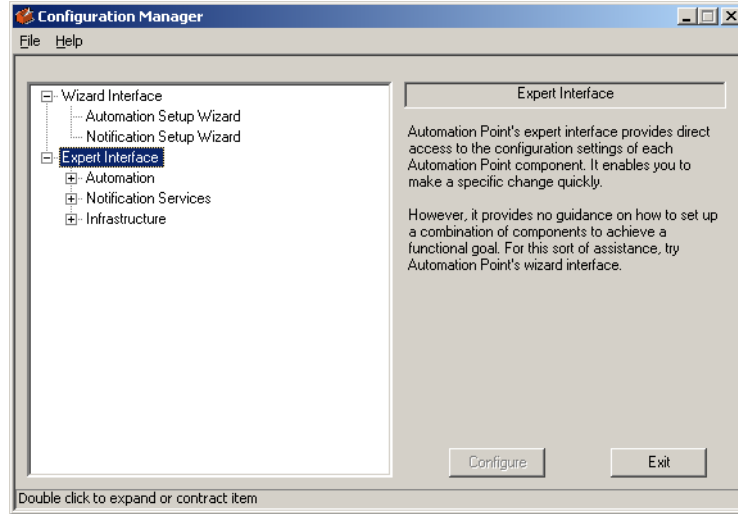 Configuration Manager
File Help
Wizard Interface
Automation Setup Wizard
Notification Setup Wizard
Expert Interface
Automation
Notification Services
Infrastructure
Expert Interface
Automation Point's expert interface provides direct
access to the configuration settings of each
Automation Point component. It enables you to
make a specific change quickly.
However, it provides no guidance on how to set up
a combination of components to achieve a
functional goal. For this sort of assistance, try
Automation Point's wizard interface.
Configure
Exit
Double click to expand or contract item